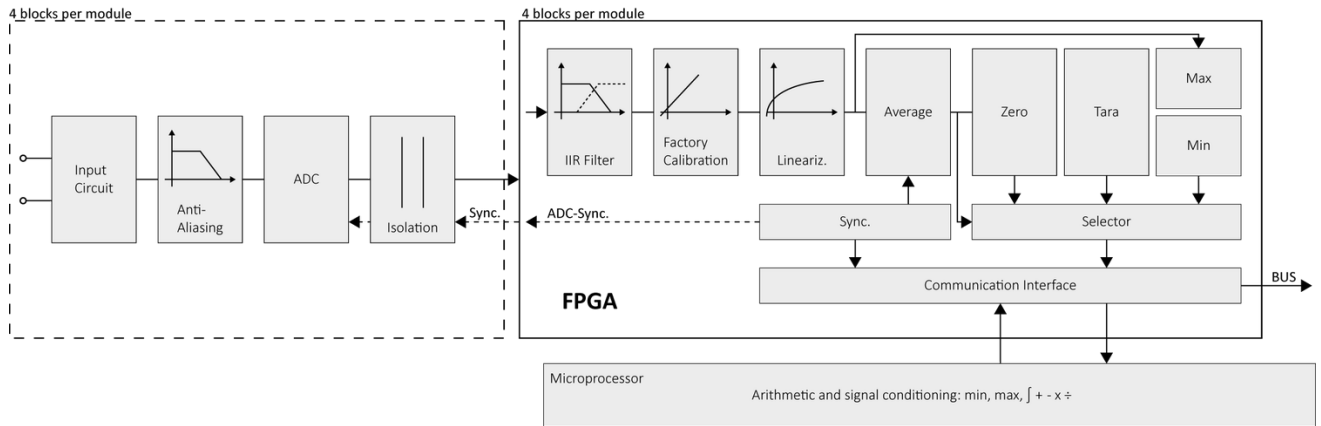 4 blocks per module
4 blocks per module
Input
Circuit
Anti-
Aliasing
ADC
Isolation
Sync.
ADC-Sync.
IIR Filter
Factory
Calibration
Lineariz.
Average
Zero
Tara
Max
Min
Sync.
Selector
Communication Interface
BUS
FPGA
Microprocessor
Arithmetic and signal conditioning: min, max, ∫ + - x ÷